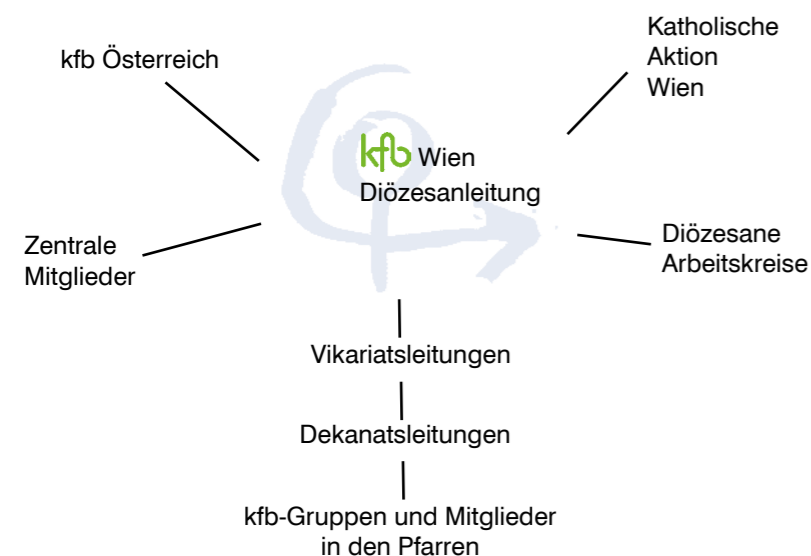 kfb Österreich
Katholische
Aktion
Wien
kfb Wien
Diözesanleitung
Zentrale
Mitglieder
Diözesane
Arbeitskreise
Vikariatsleitungen
Dekanatsleitungen
kfb-Gruppen und Mitglieder
in den Pfarren